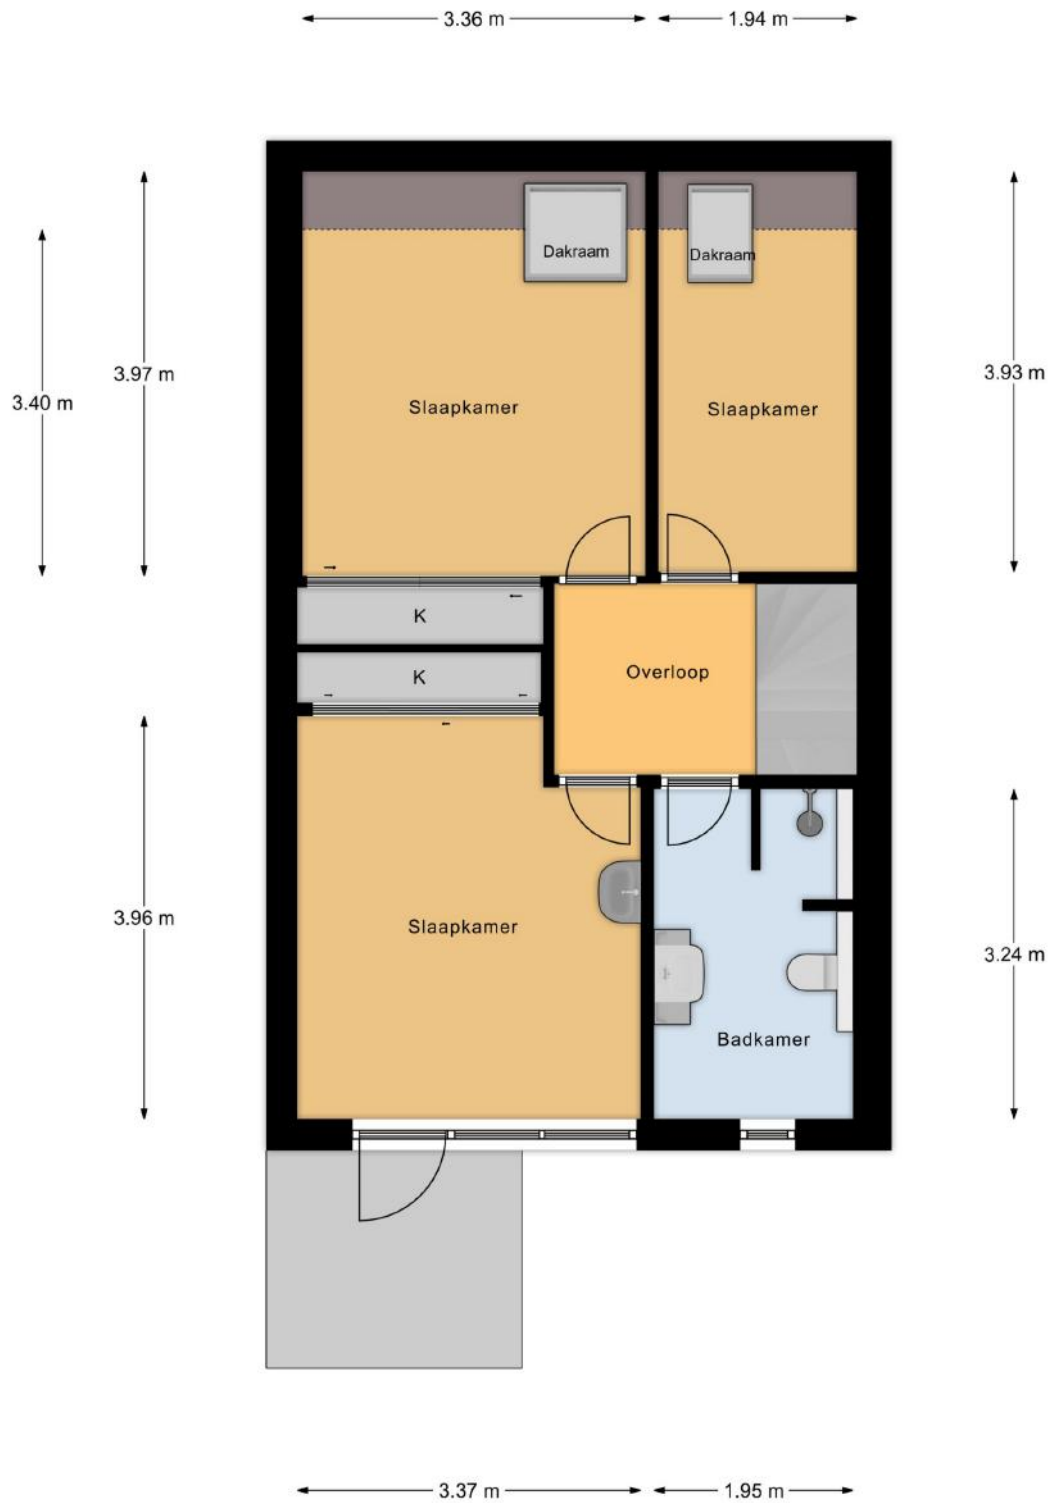 3.36 m
1.94 m
Dakraam
Dakraam
3.97 m
3.93 m
3.40 m
Slaapkamer
Slaapkamer
K
Overloop
K
3.96 m
Slaapkamer
3.24 m
Badkamer
3.37 m
1.95 m